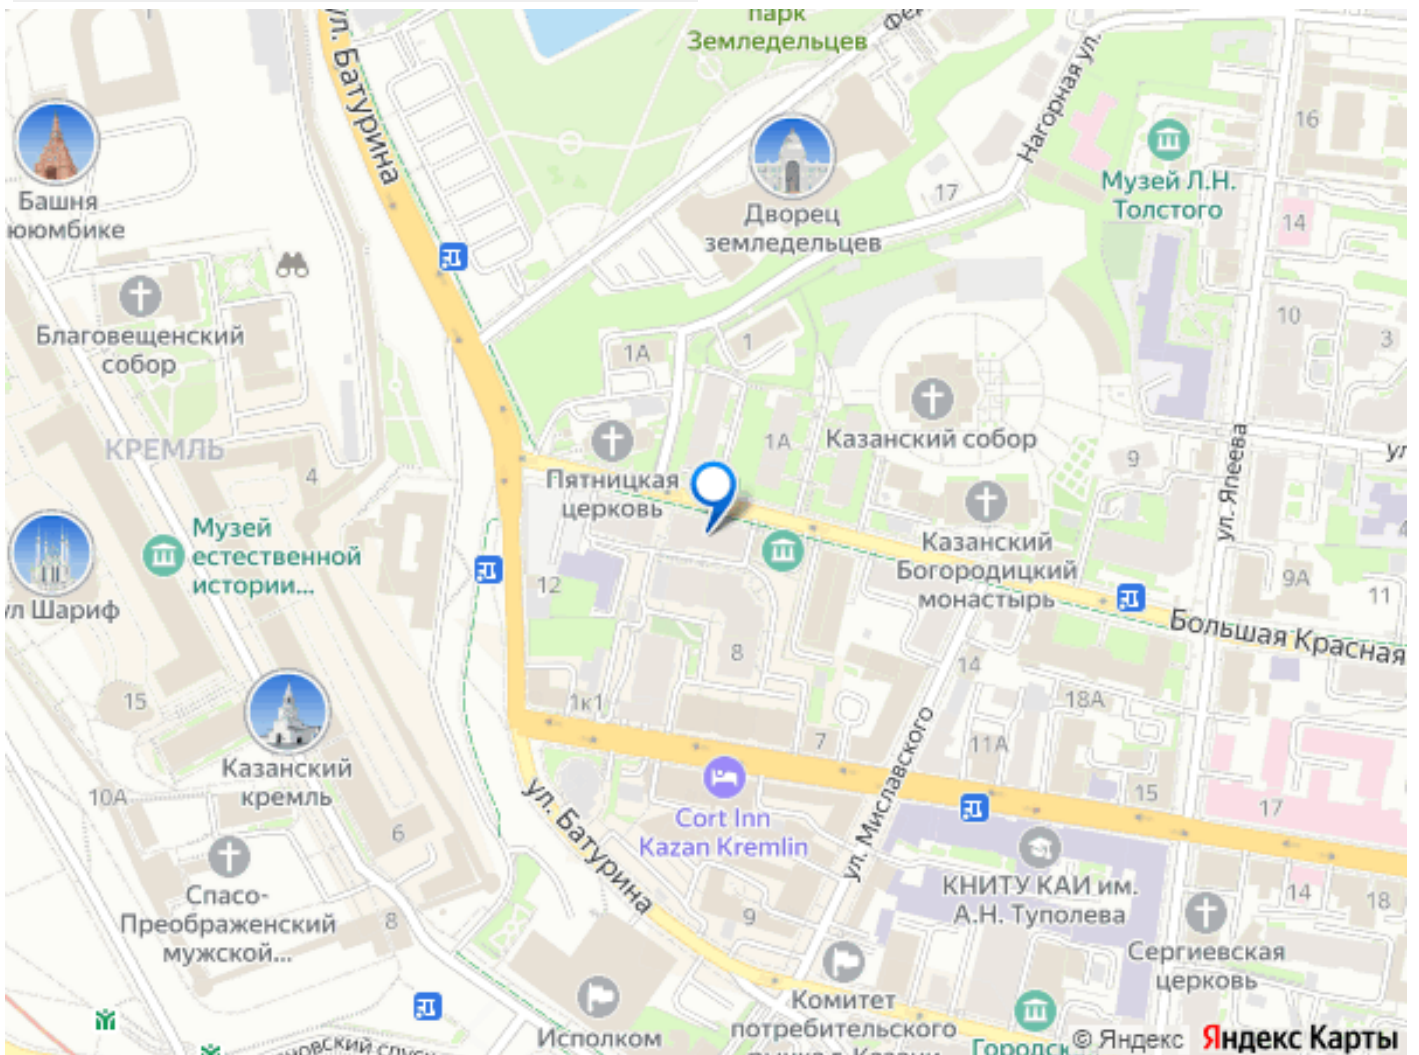 парк
Земледельцев
ул. Батурина
Нагорная ул.
16
Башня
ююмбике
Дворец
земледельцев
17
Музей Л.Н.
Толстого
14
Благовещенский
собор
10
3
1А
1
КРЕМЛЬ
4
Казанский собор
1А
9
ул. Япеева
Пятницкая
церковь
Музей
естественной
истории...
л Шариф
12
Казанский
Богородицкий
монастырь
9А
11
Большая Красная
8
14
15
1к1
18А
7
11А
Казанский
кремль
10А
6
Cort Inn
Kazan Kremlin
ул. Миславского
15
17
ул. Батурина
КНИТУ КАИ им.
А.Н. Туполева
14
18
Спасо-
Преображенский
мужской...
8
9
Сергиевская
церковь
Исполком
Комитет
потребительского
Городск
© Яндекс Яндекс Карты